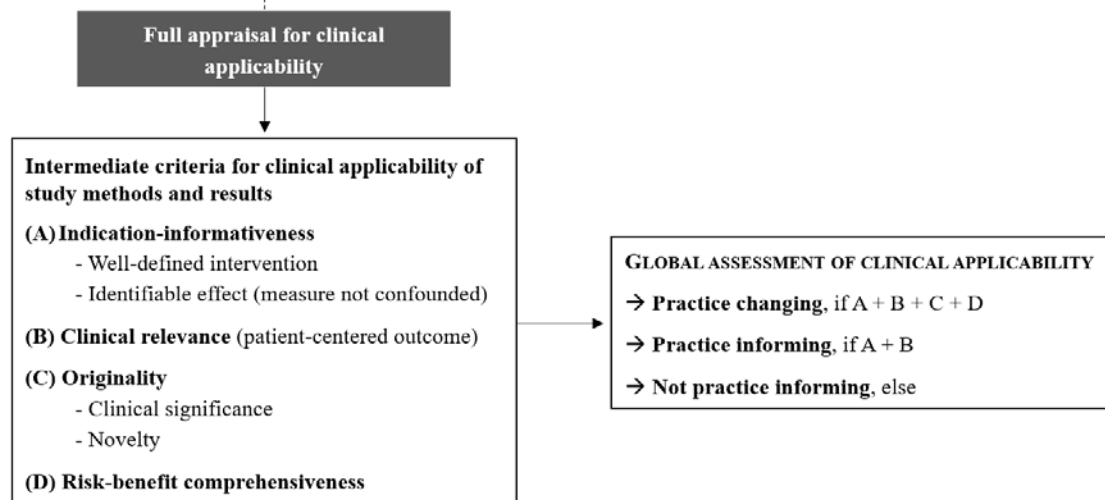 Full appraisal for clinical
applicability
Intermediate criteria for clinical applicability of
study methods and results
(A) Indication-informativeness
- Well-defined intervention
- Identifiable effect (measure not confounded)
(B) Clinical relevance (patient-centered outcome)
(C) Originality
- Clinical significance
- Novelty
(D) Risk-benefit comprehensiveness
GLOBAL ASSESSMENT OF CLINICAL APPLICABILITY
→ Practice changing, if A + B + C + D
→ Practice informing, if A + B
→ Not practice informing, else